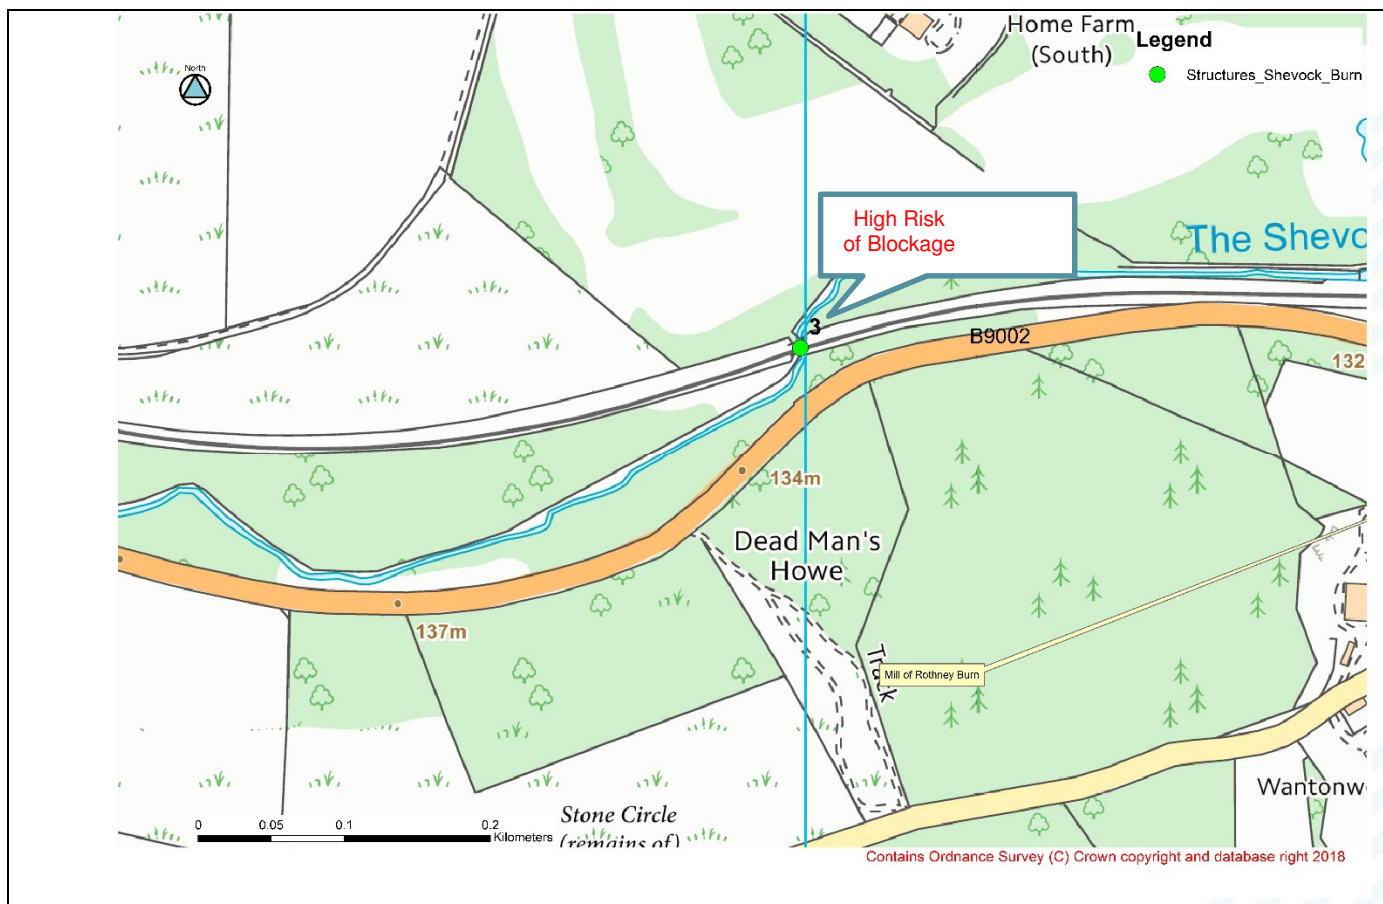 Home Farm
(South)
Legend
Structures_Shevock_Burn
North
High Risk
of Blockage
The Shevo
3
B9002
132
134m
Dead Man's
Howe
137m
Track
Mill of Rothney Burn
Wantonw
Stone Circle
(remains of)
0 0.05 0.1 0.2
Kilometers
Contains Ordnance Survey (C) Crown copyright and database right 2018